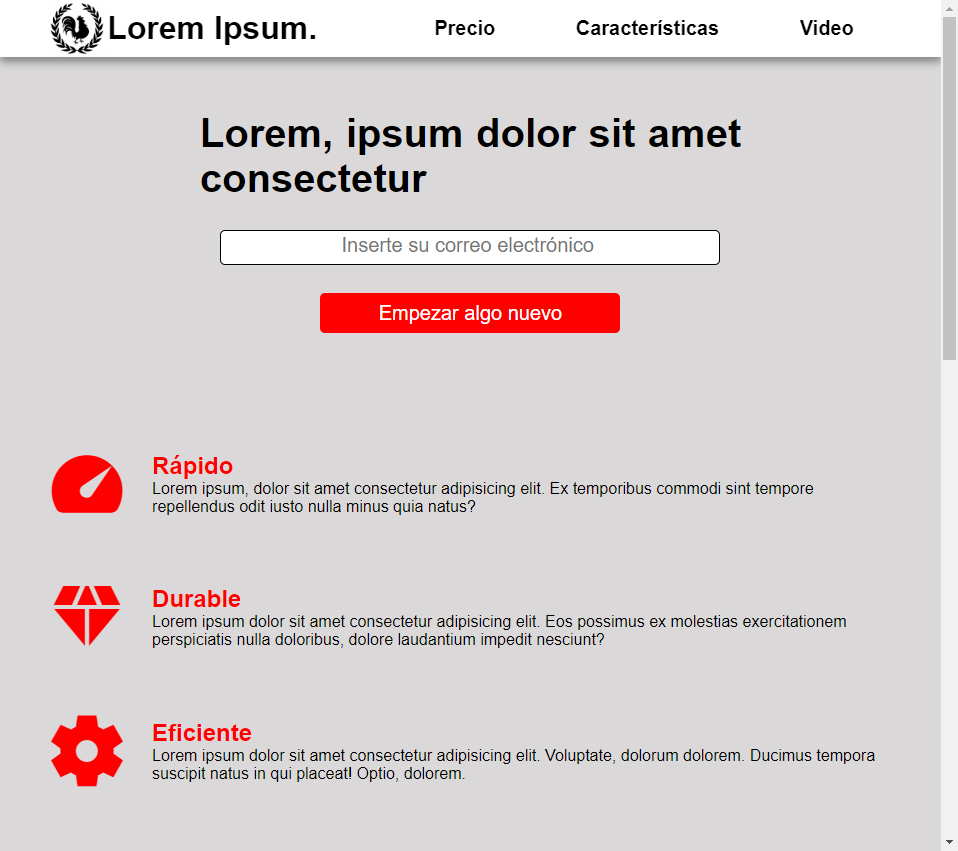 Lorem Ipsum.
Precio Características Video
Lorem, ipsum dolor sit amet
consectetur
Inserte su correo electrónico
Empezar algo nuevo
Rápido
Lorem ipsum, dolor sit amet consectetur adipisicing elit. Ex temporibus commodi sint tempore
repellendus odit iusto nulla minus quia natus?
Durable
Lorem ipsum dolor sit amet consectetur adipisicing elit. Eos possimus ex molestias exercitationem
perspiciatis nulla doloribus, dolore laudantium impedit nesciunt?
Eficiente
Lorem ipsum dolor sit amet consectetur adipisicing elit. Voluptate, dolorum dolorem. Ducimus tempora
suscipit natus in qui placeat! Optio, dolorem.